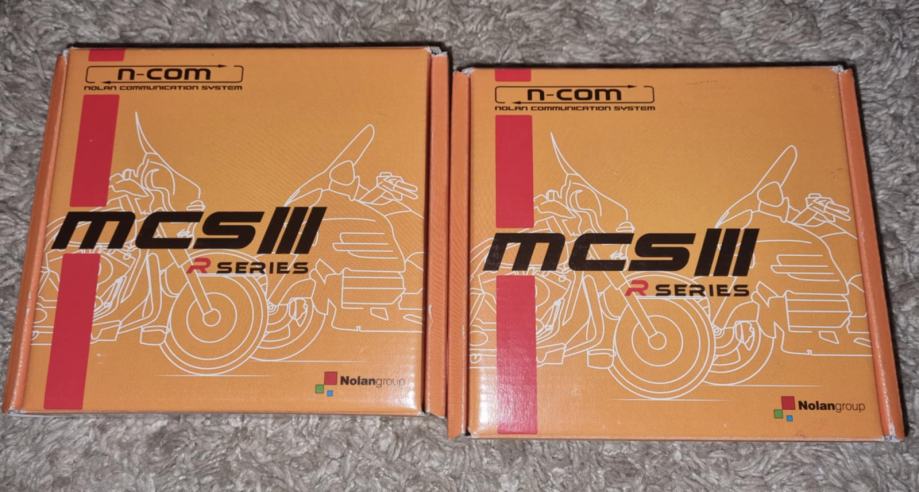 n-com
NOLAN COMMUNICATION SYSTEM
MCSIII
R SERIES
Nolangroup
n-com
NOLAN COMMUNICATION SYSTEM
MCSIII
R SERIES
Nolangroup